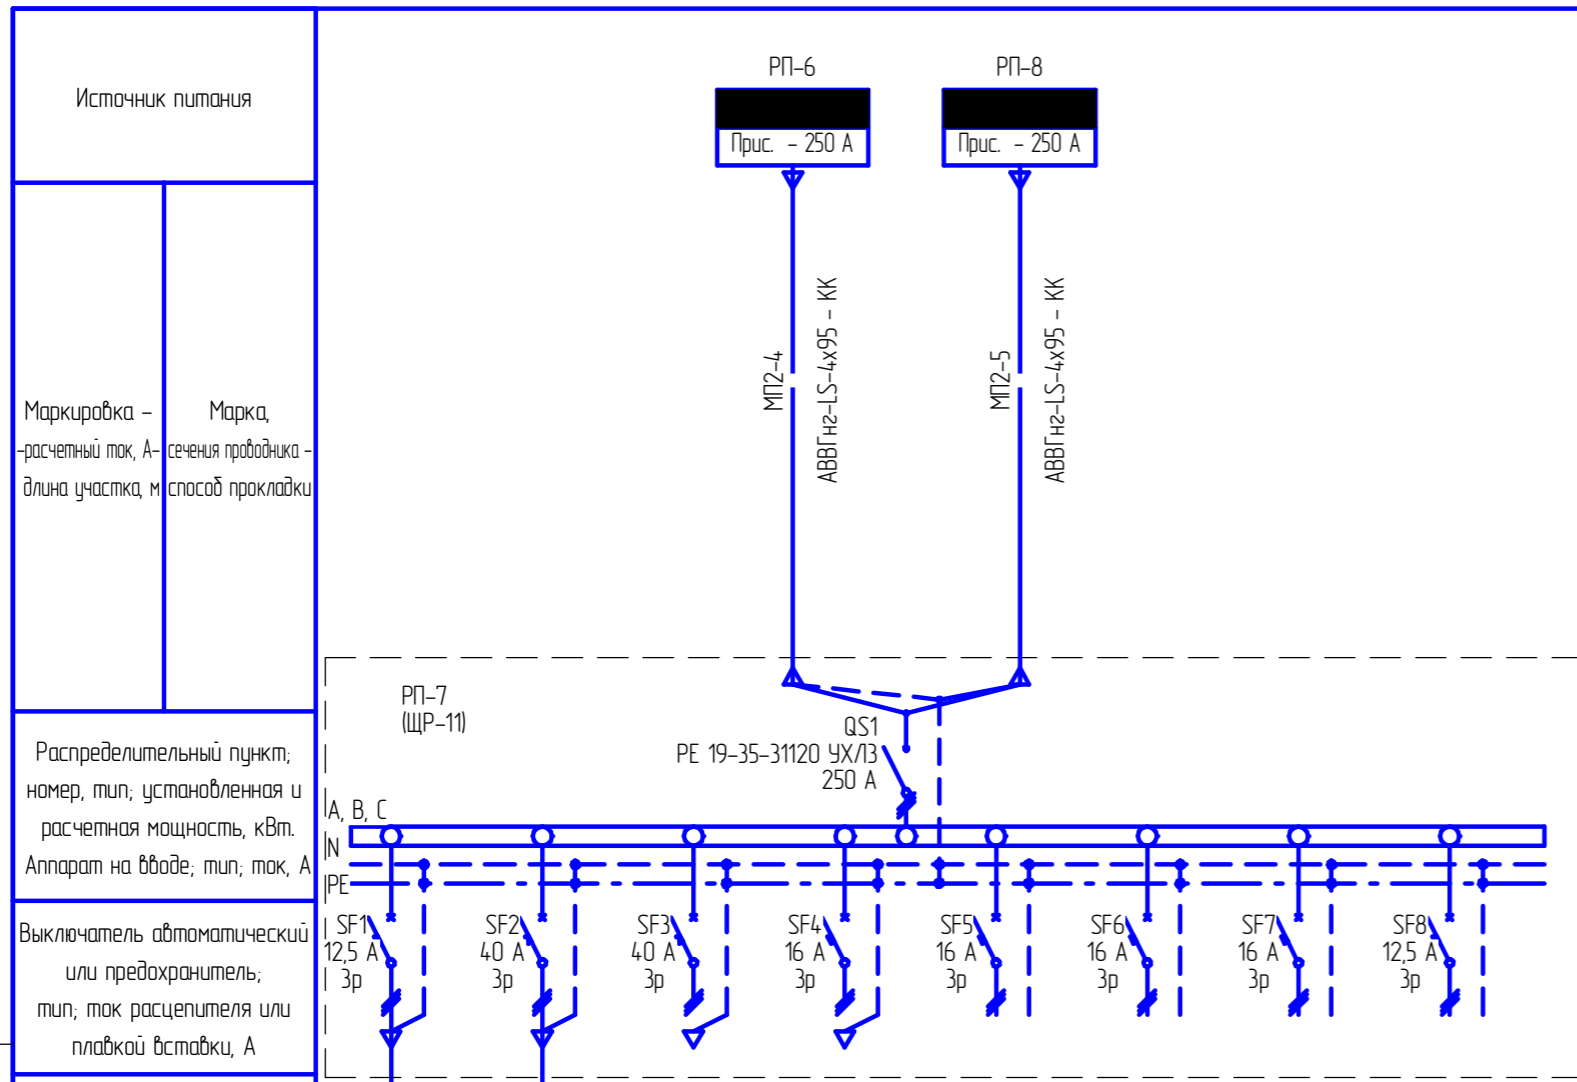 Источник питания
РП-6
РП-8
Прис. - 250 А
Прис. - 250 А
МП2-4
АВВГнг-LS-4х95 - КК
МП2-5
АВВГнг-LS-4х95 - КК
Маркировка -
-расчетный ток, А-
длина участка, м
Марка,
сечения проводника -
способ прокладки
РП-7
(ЩР-11)
QS1
РЕ 19-35-31120 УХЛ3
250 А
Распределительный пункт;
номер, тип; установленная и
расчетная мощность, кВт.
Аппарат на вводе; тип; ток, А
A, B, C
N
PE
Выключатель автоматический
или предохранитель;
тип; ток расцепителя или
плавкой вставки, А
SF1
12,5 А
3р
SF2
40 А
3р
SF3
40 А
3р
SF4
16 А
3р
SF5
16 А
3р
SF6
16 А
3р
SF7
16 А
3р
SF8
12,5 А
3р